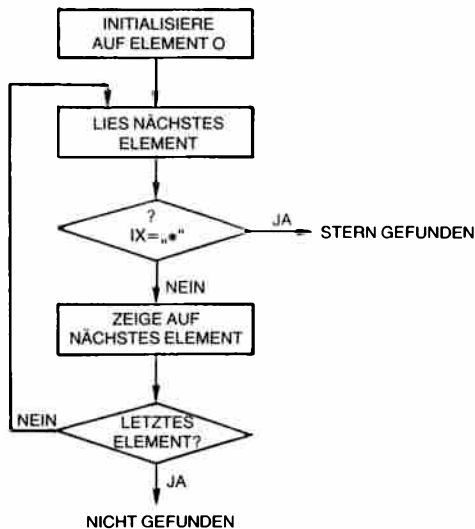 INITIALISIERE
AUF ELEMENT O
LIES NÄCHSTES
ELEMENT
?
IX=„*"
JA
STERN GEFUNDEN
NEIN
ZEIGE AUF
NÄCHSTES ELEMENT
NEIN
LETZTES
ELEMENT?
JA
NICHT GEFUNDEN